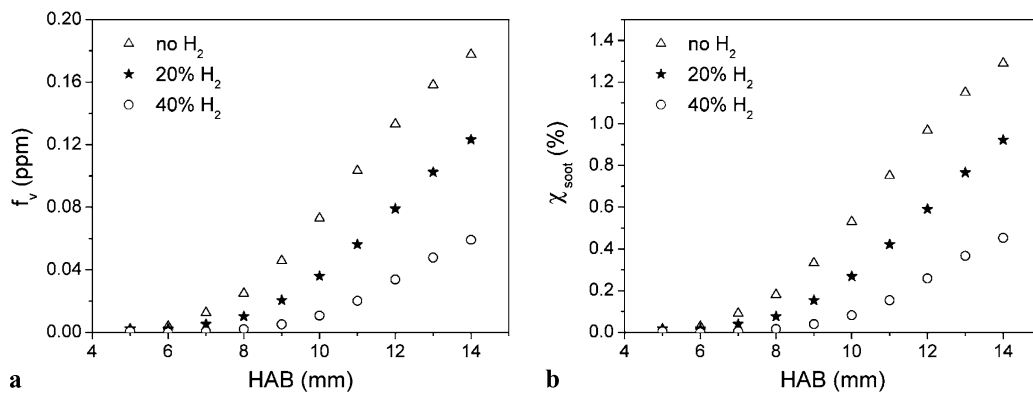 0.20
0.16
0.12
0.08
0.04
0.00
f_v (ppm)
no H₂
20% H₂
40% H₂
4 6 8 10 12 14
HAB (mm)
a
1.4
1.2
1.0
0.8
0.6
0.4
0.2
0.0
χ_soot (%)
no H₂
20% H₂
40% H₂
4 6 8 10 12 14
HAB (mm)
b